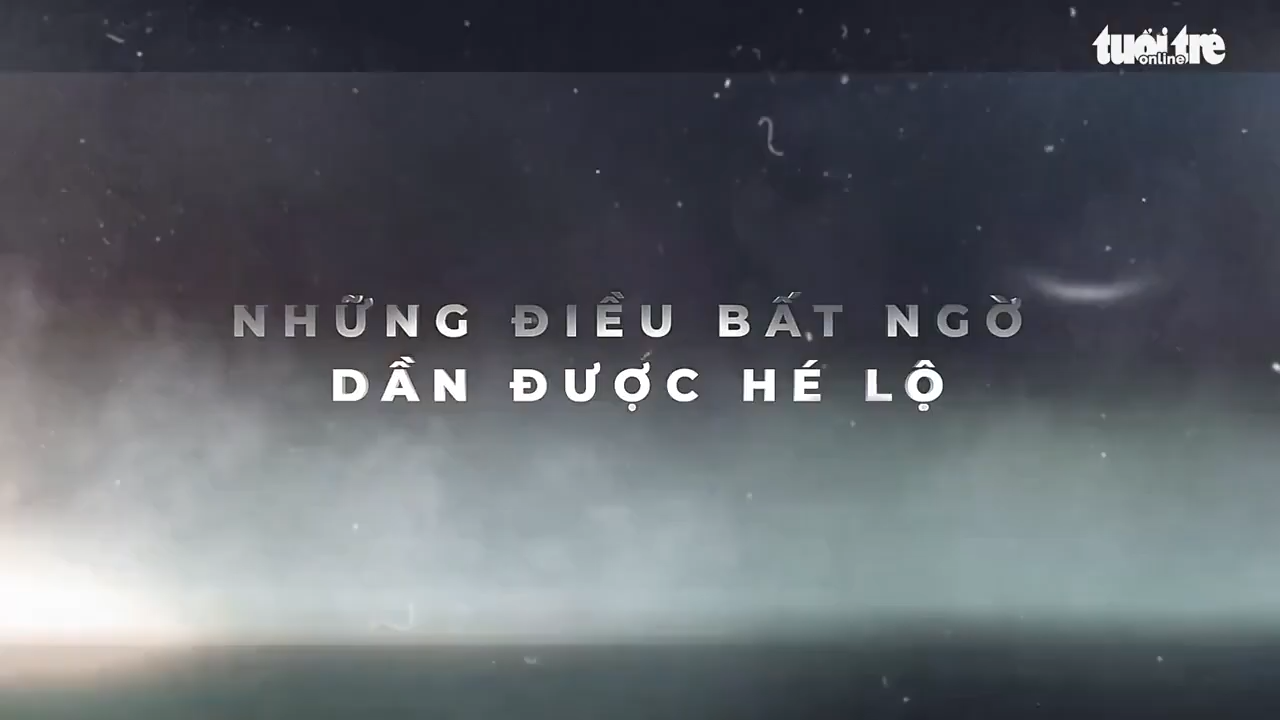 tuổi trẻ
online
NHỮNG ĐIỀU BẤT NGỜ
DẦN ĐƯỢC HÉ LỘ